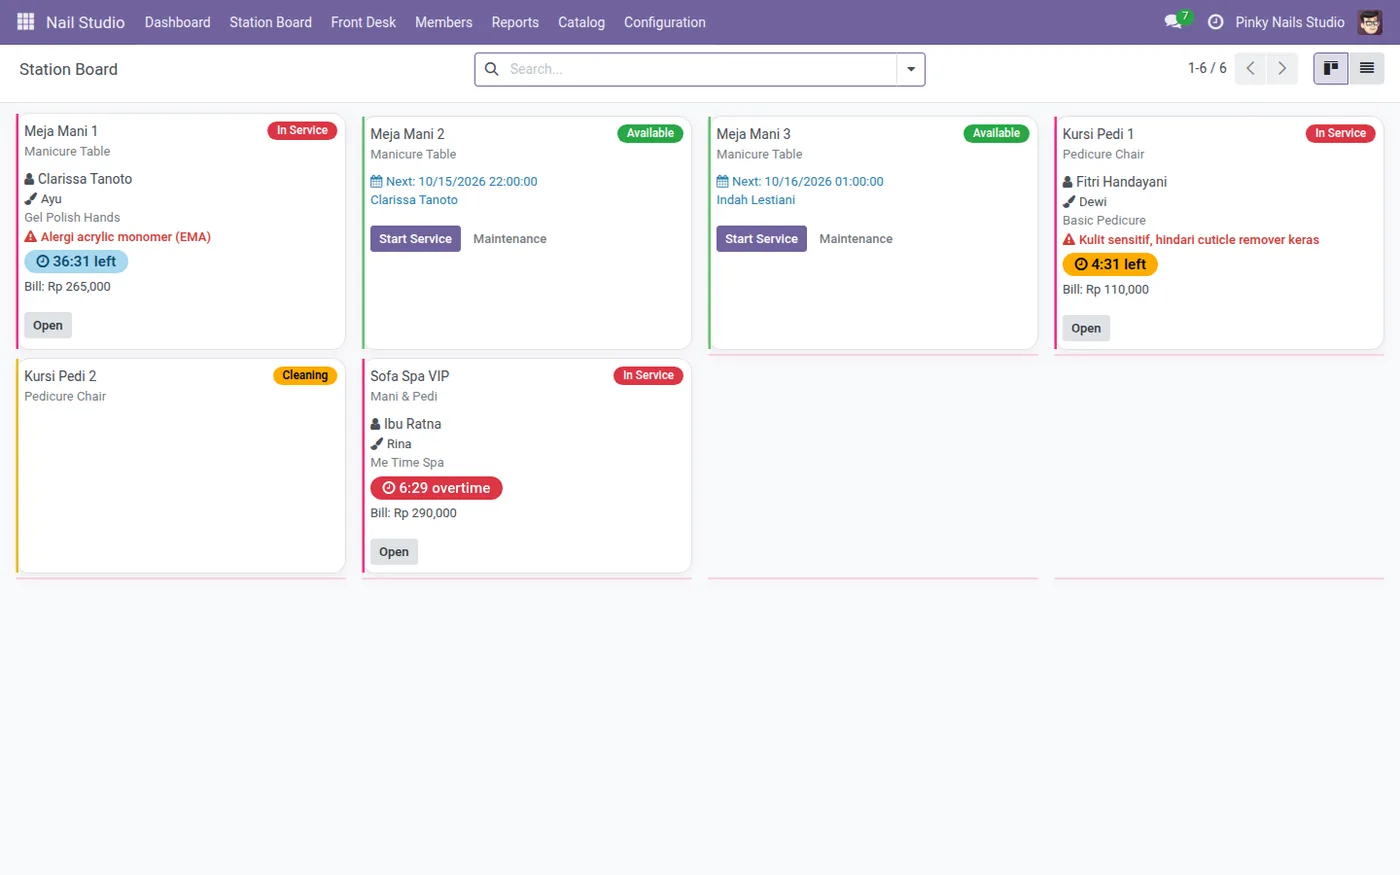 Nail Studio Dashboard Station Board Front Desk Members Reports Catalog Configuration 7 Pinky Nails Studio
Station Board Search... 1-6 / 6
Meja Mani 1 In Service
Manicure Table
Clarissa Tanoto
Ayu
Gel Polish Hands
Alergi acrylic monomer (EMA)
36:31 left
Bill: Rp 265,000
Open
Meja Mani 2 Available
Manicure Table
Next: 10/15/2026 22:00:00
Clarissa Tanoto
Start Service Maintenance
Meja Mani 3 Available
Manicure Table
Next: 10/16/2026 01:00:00
Indah Lestiani
Start Service Maintenance
Kursi Pedi 1 In Service
Pedicure Chair
Fitri Handayani
Dewi
Basic Pedicure
Kulit sensitif, hindari cuticle remover keras
4:31 left
Bill: Rp 110,000
Open
Kursi Pedi 2 Cleaning
Pedicure Chair
Sofa Spa VIP In Service
Mani & Pedi
Ibu Ratna
Rina
Me Time Spa
6:29 overtime
Bill: Rp 290,000
Open